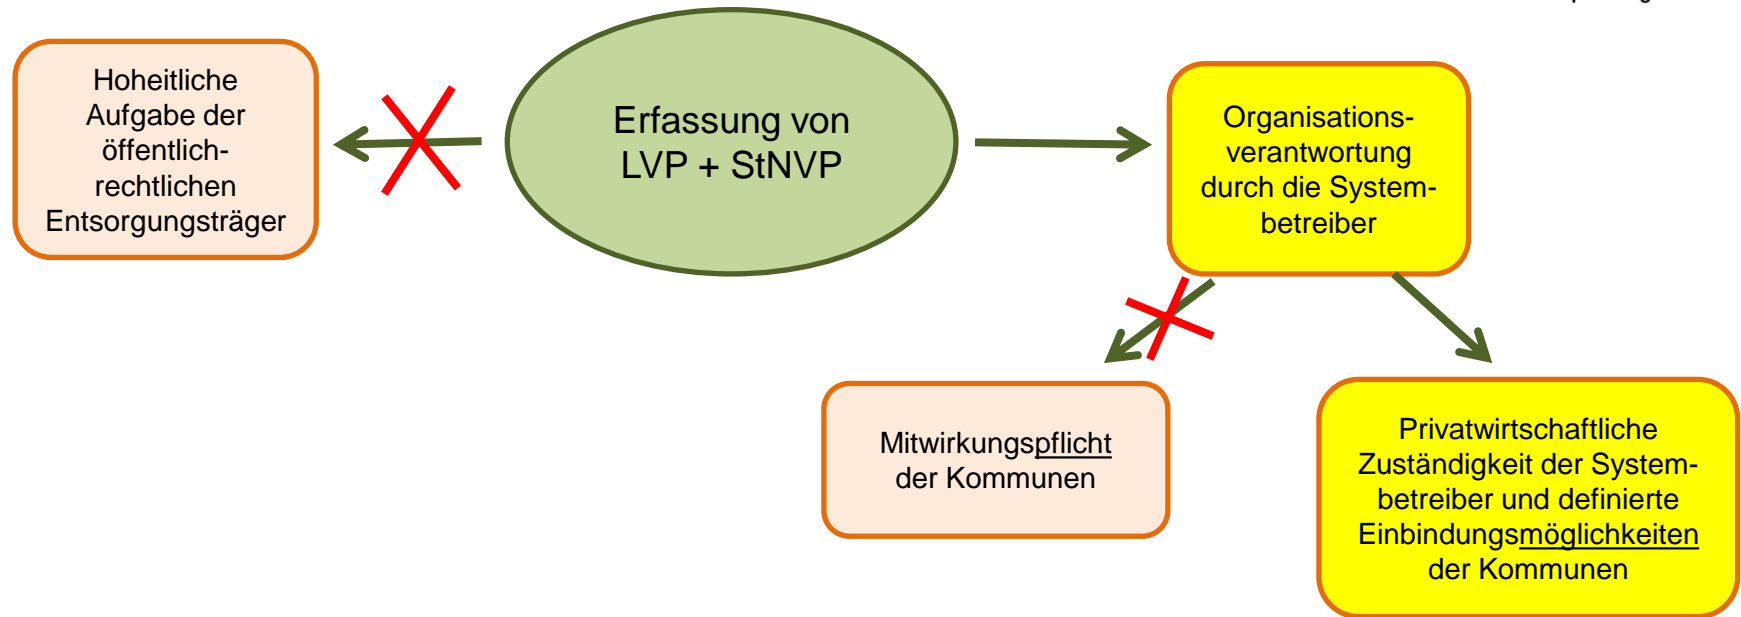 Hoheitliche
Aufgabe der
öffentlich-
rechtlichen
Entsorgungsträger
Erfassung von
LVP + StNVP
Organisations-
verantwortung
durch die System-
betreiber
Mitwirkungspflicht
der Kommunen
Privatwirtschaftliche
Zuständigkeit der System-
betreiber und definierte
Einbindungsmöglichkeiten
der Kommunen